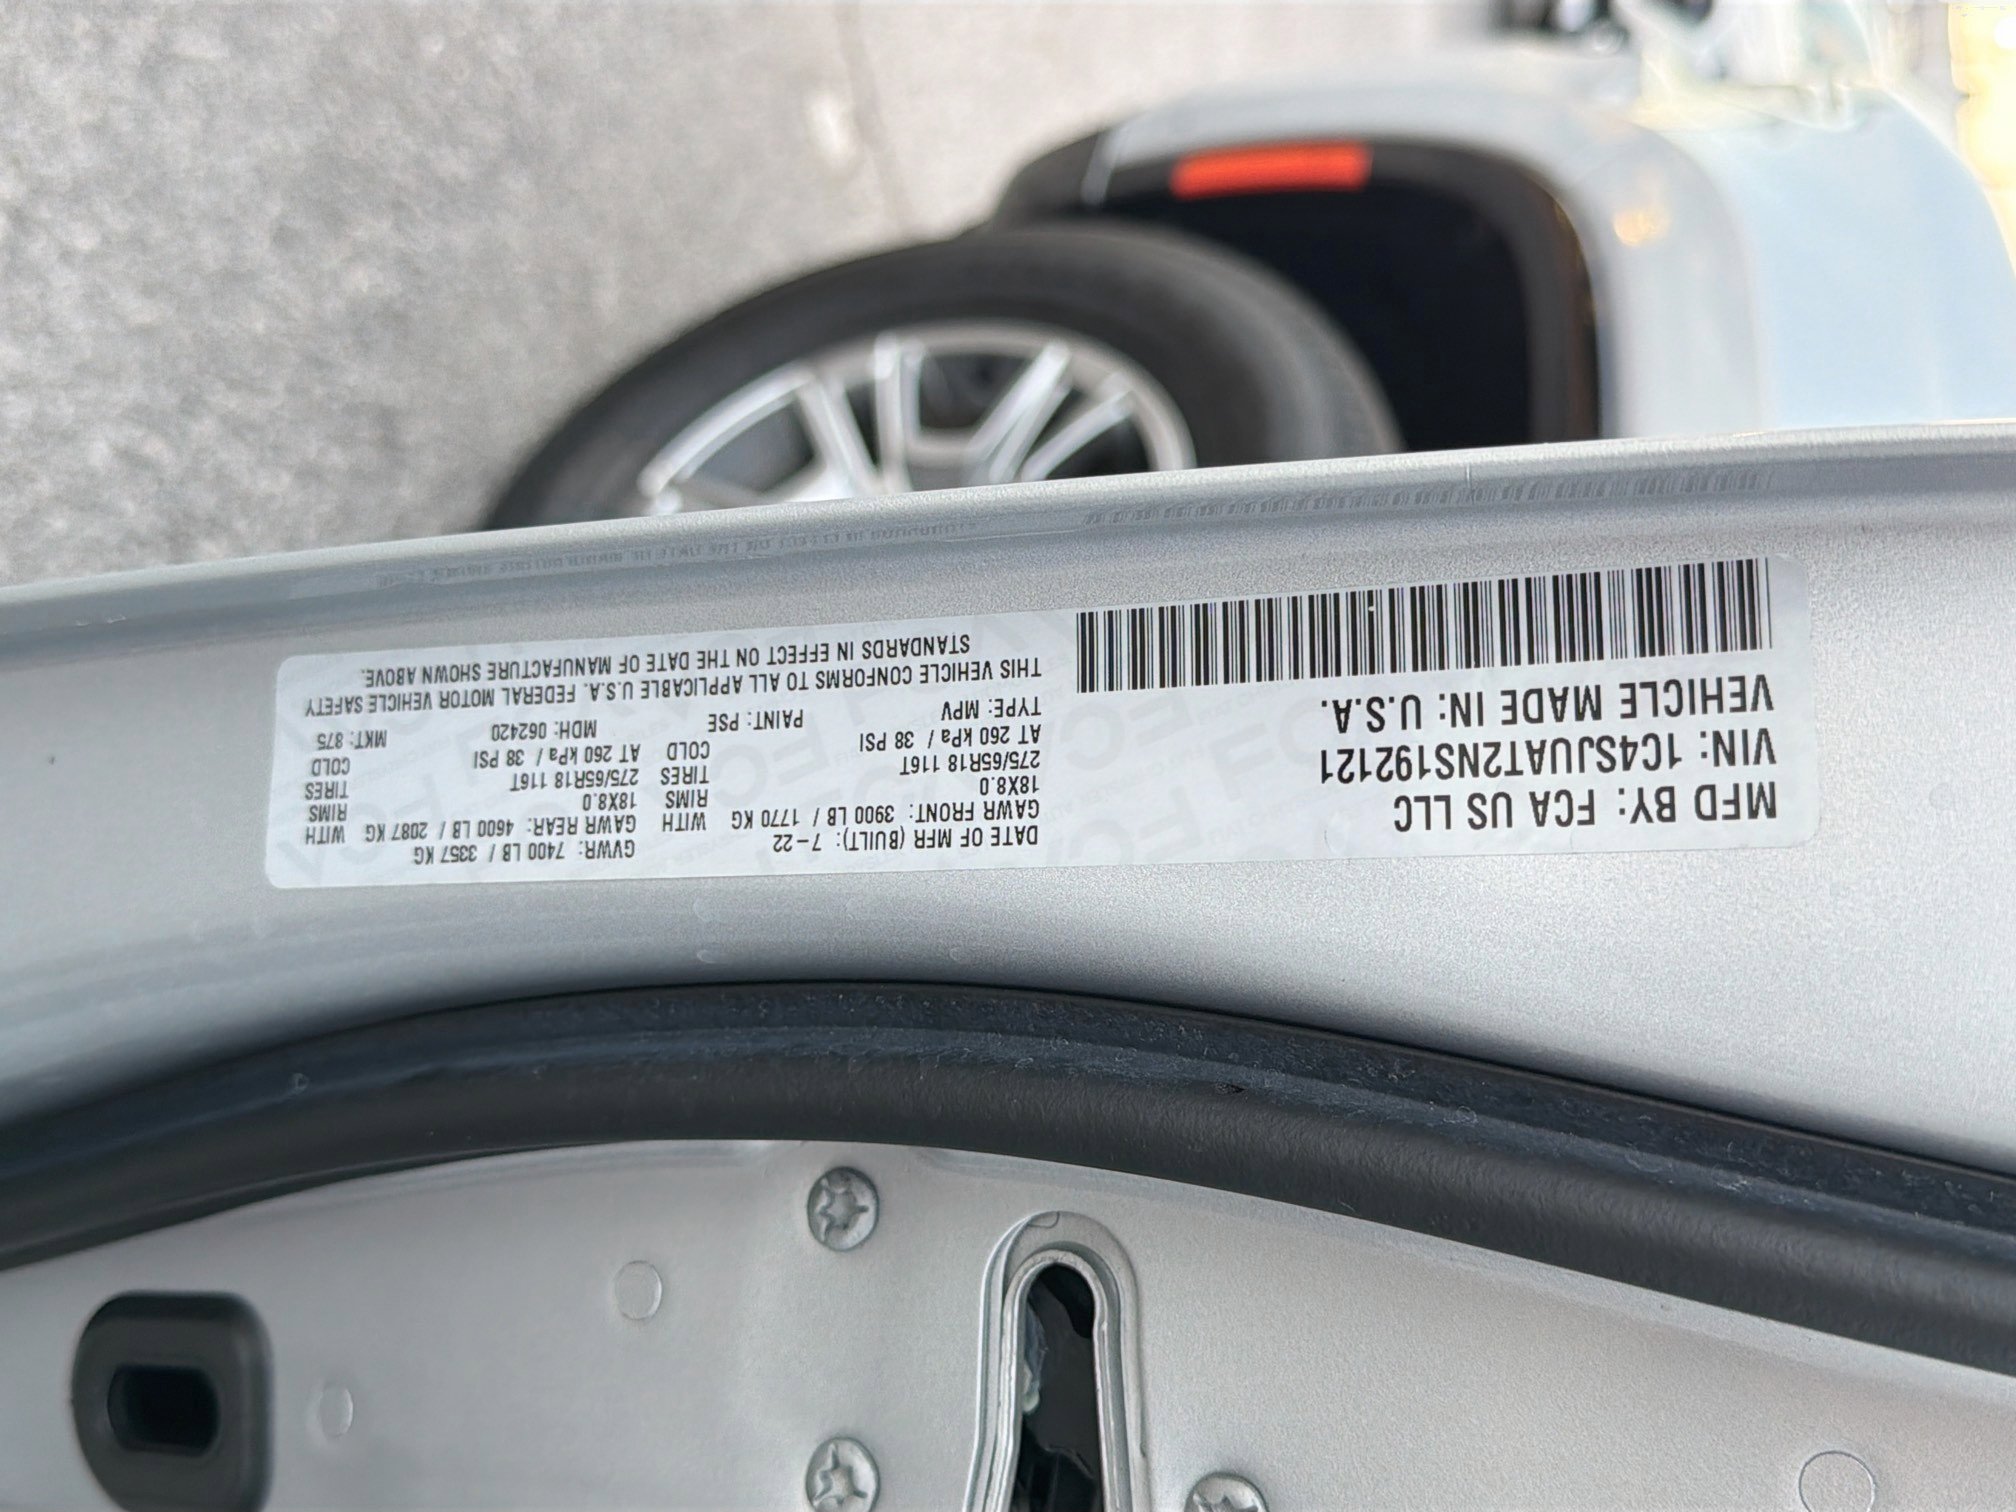 MFD BY: FCA US LLC
VIN: 1C4SJUAT2NS192121
VEHICLE MADE IN: U.S.A.
DATE OF MFR (BUILT): 7-22 GVWR: 7400 LB / 3357 KG
GAWR FRONT: 3900 LB / 1770 KG WITH GAWR REAR: 4600 LB / 2087 KG WITH
18X8.0 RIMS 18X8.0 RIMS
275/65R18 116T TIRES 275/65R18 116T TIRES
AT 260 kPa / 38 PSI COLD AT 260 kPa / 38 PSI COLD
TYPE: MPV PAINT: PSE MDH: 062420 MKT: 875
THIS VEHICLE CONFORMS TO ALL APPLICABLE U.S.A. FEDERAL MOTOR VEHICLE SAFETY
STANDARDS IN EFFECT ON THE DATE OF MANUFACTURE SHOWN ABOVE.